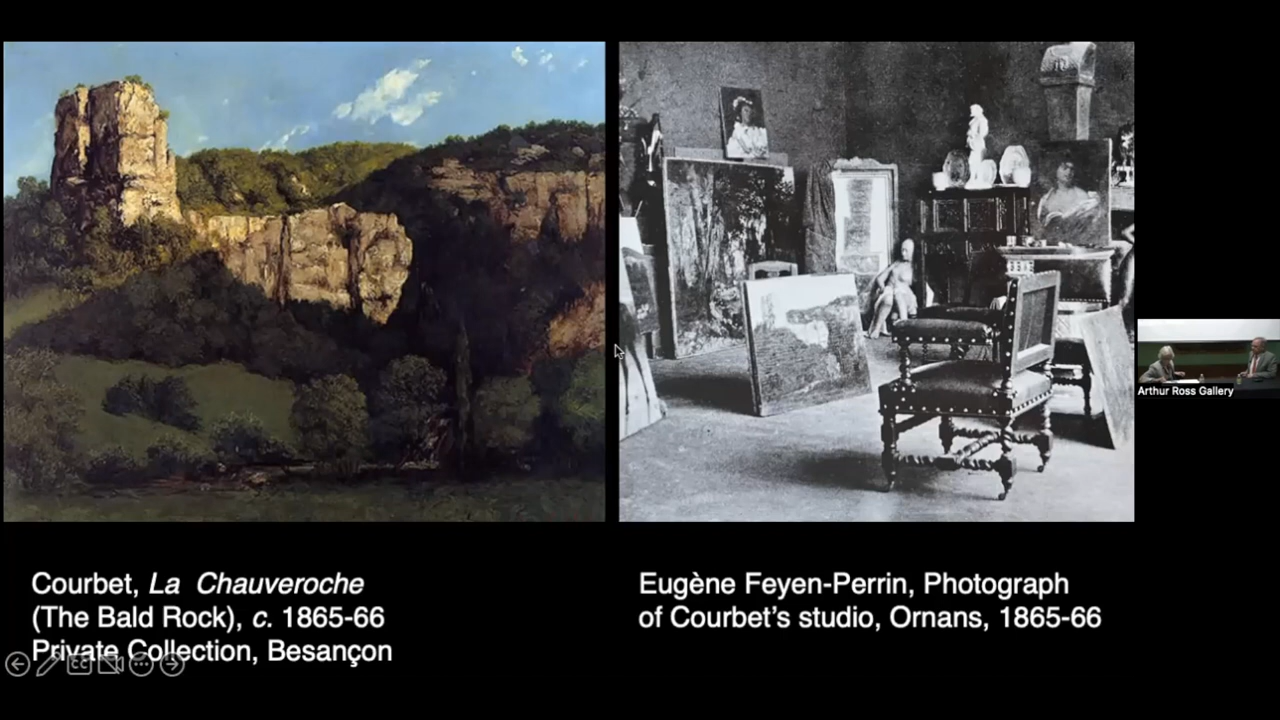 Courbet, La Chauveroche
(The Bald Rock), c. 1865-66
Private Collection, Besançon
Eugène Feyen-Perrin, Photograph
of Courbet's studio, Ornans, 1865-66
Arthur Ross Gallery
CC